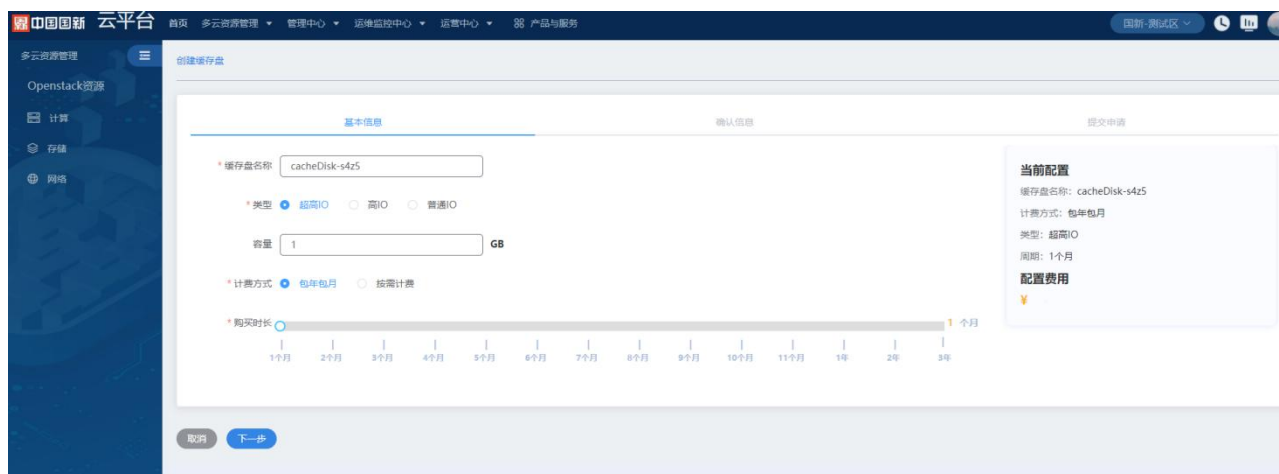 国新 中国国新 云平台 首页 多云资源管理 管理中心 运维监控中心 运营中心 产品与服务 国新-测试区
多云资源管理
创建缓存盘
Openstack资源
计算
存储
网络
基本信息 确认信息 提交申请
* 缓存盘名称 cacheDisk-s4z5
* 类型 超高IO 高IO 普通IO
容量 1 GB
* 计费方式 包年包月 按需计费
* 购买时长 1 个月
1个月 2个月 3个月 4个月 5个月 6个月 7个月 8个月 9个月 10个月 11个月 1年 2年 3年
当前配置
缓存盘名称: cacheDisk-s4z5
计费方式: 包年包月
类型: 超高IO
周期: 1个月
配置费用
¥
取消 下一步